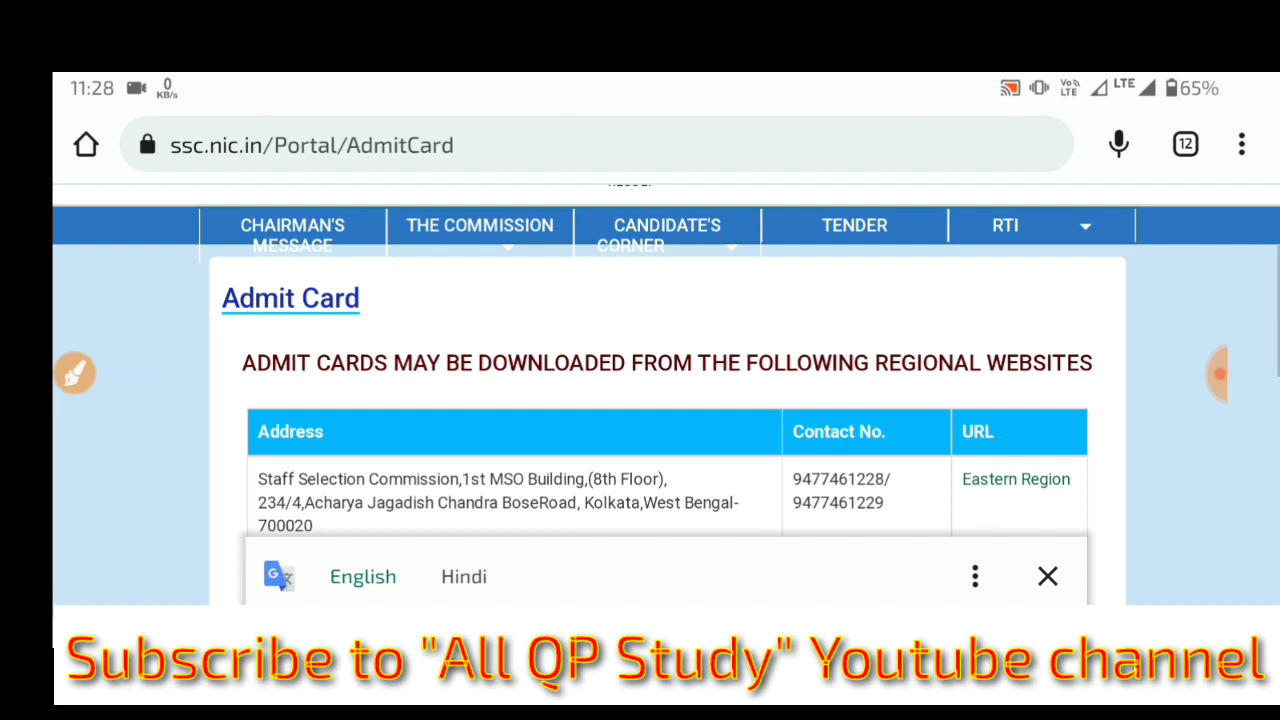 11:28 0 KB/s Vo LTE LTE 65%
ssc.nic.in/Portal/AdmitCard
12
CHAIRMAN'S MESSAGE
THE COMMISSION
CANDIDATE'S CORNER
TENDER
RTI
Admit Card
ADMIT CARDS MAY BE DOWNLOADED FROM THE FOLLOWING REGIONAL WEBSITES
Address Contact No. URL
Staff Selection Commission,1st MSO Building,(8th Floor), 9477461228/ Eastern Region
234/4,Acharya Jagadish Chandra BoseRoad, Kolkata,West Bengal- 9477461229
700020
English Hindi
Subscribe to "All QP Study" Youtube channel